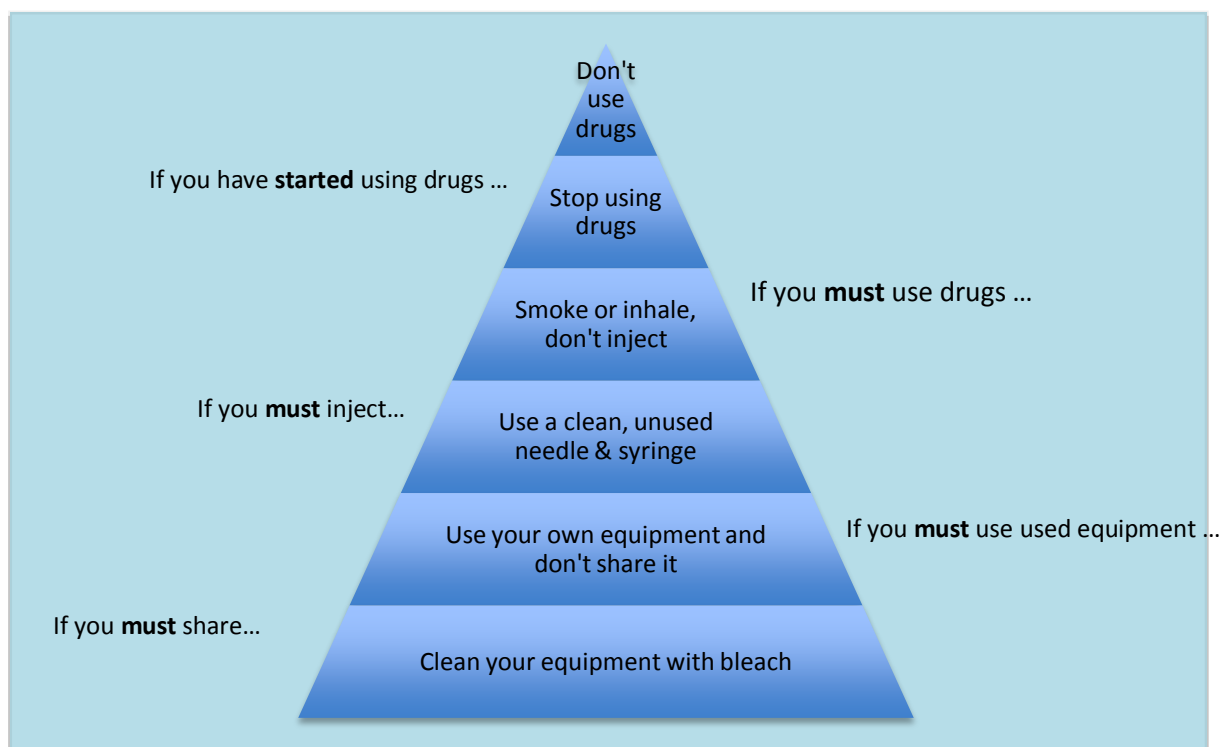 Don't
use
drugs
If you have started using drugs …
Stop using
drugs
If you must use drugs …
Smoke or inhale,
don't inject
If you must inject…
Use a clean, unused
needle & syringe
If you must use used equipment …
Use your own equipment and
don't share it
If you must share…
Clean your equipment with bleach